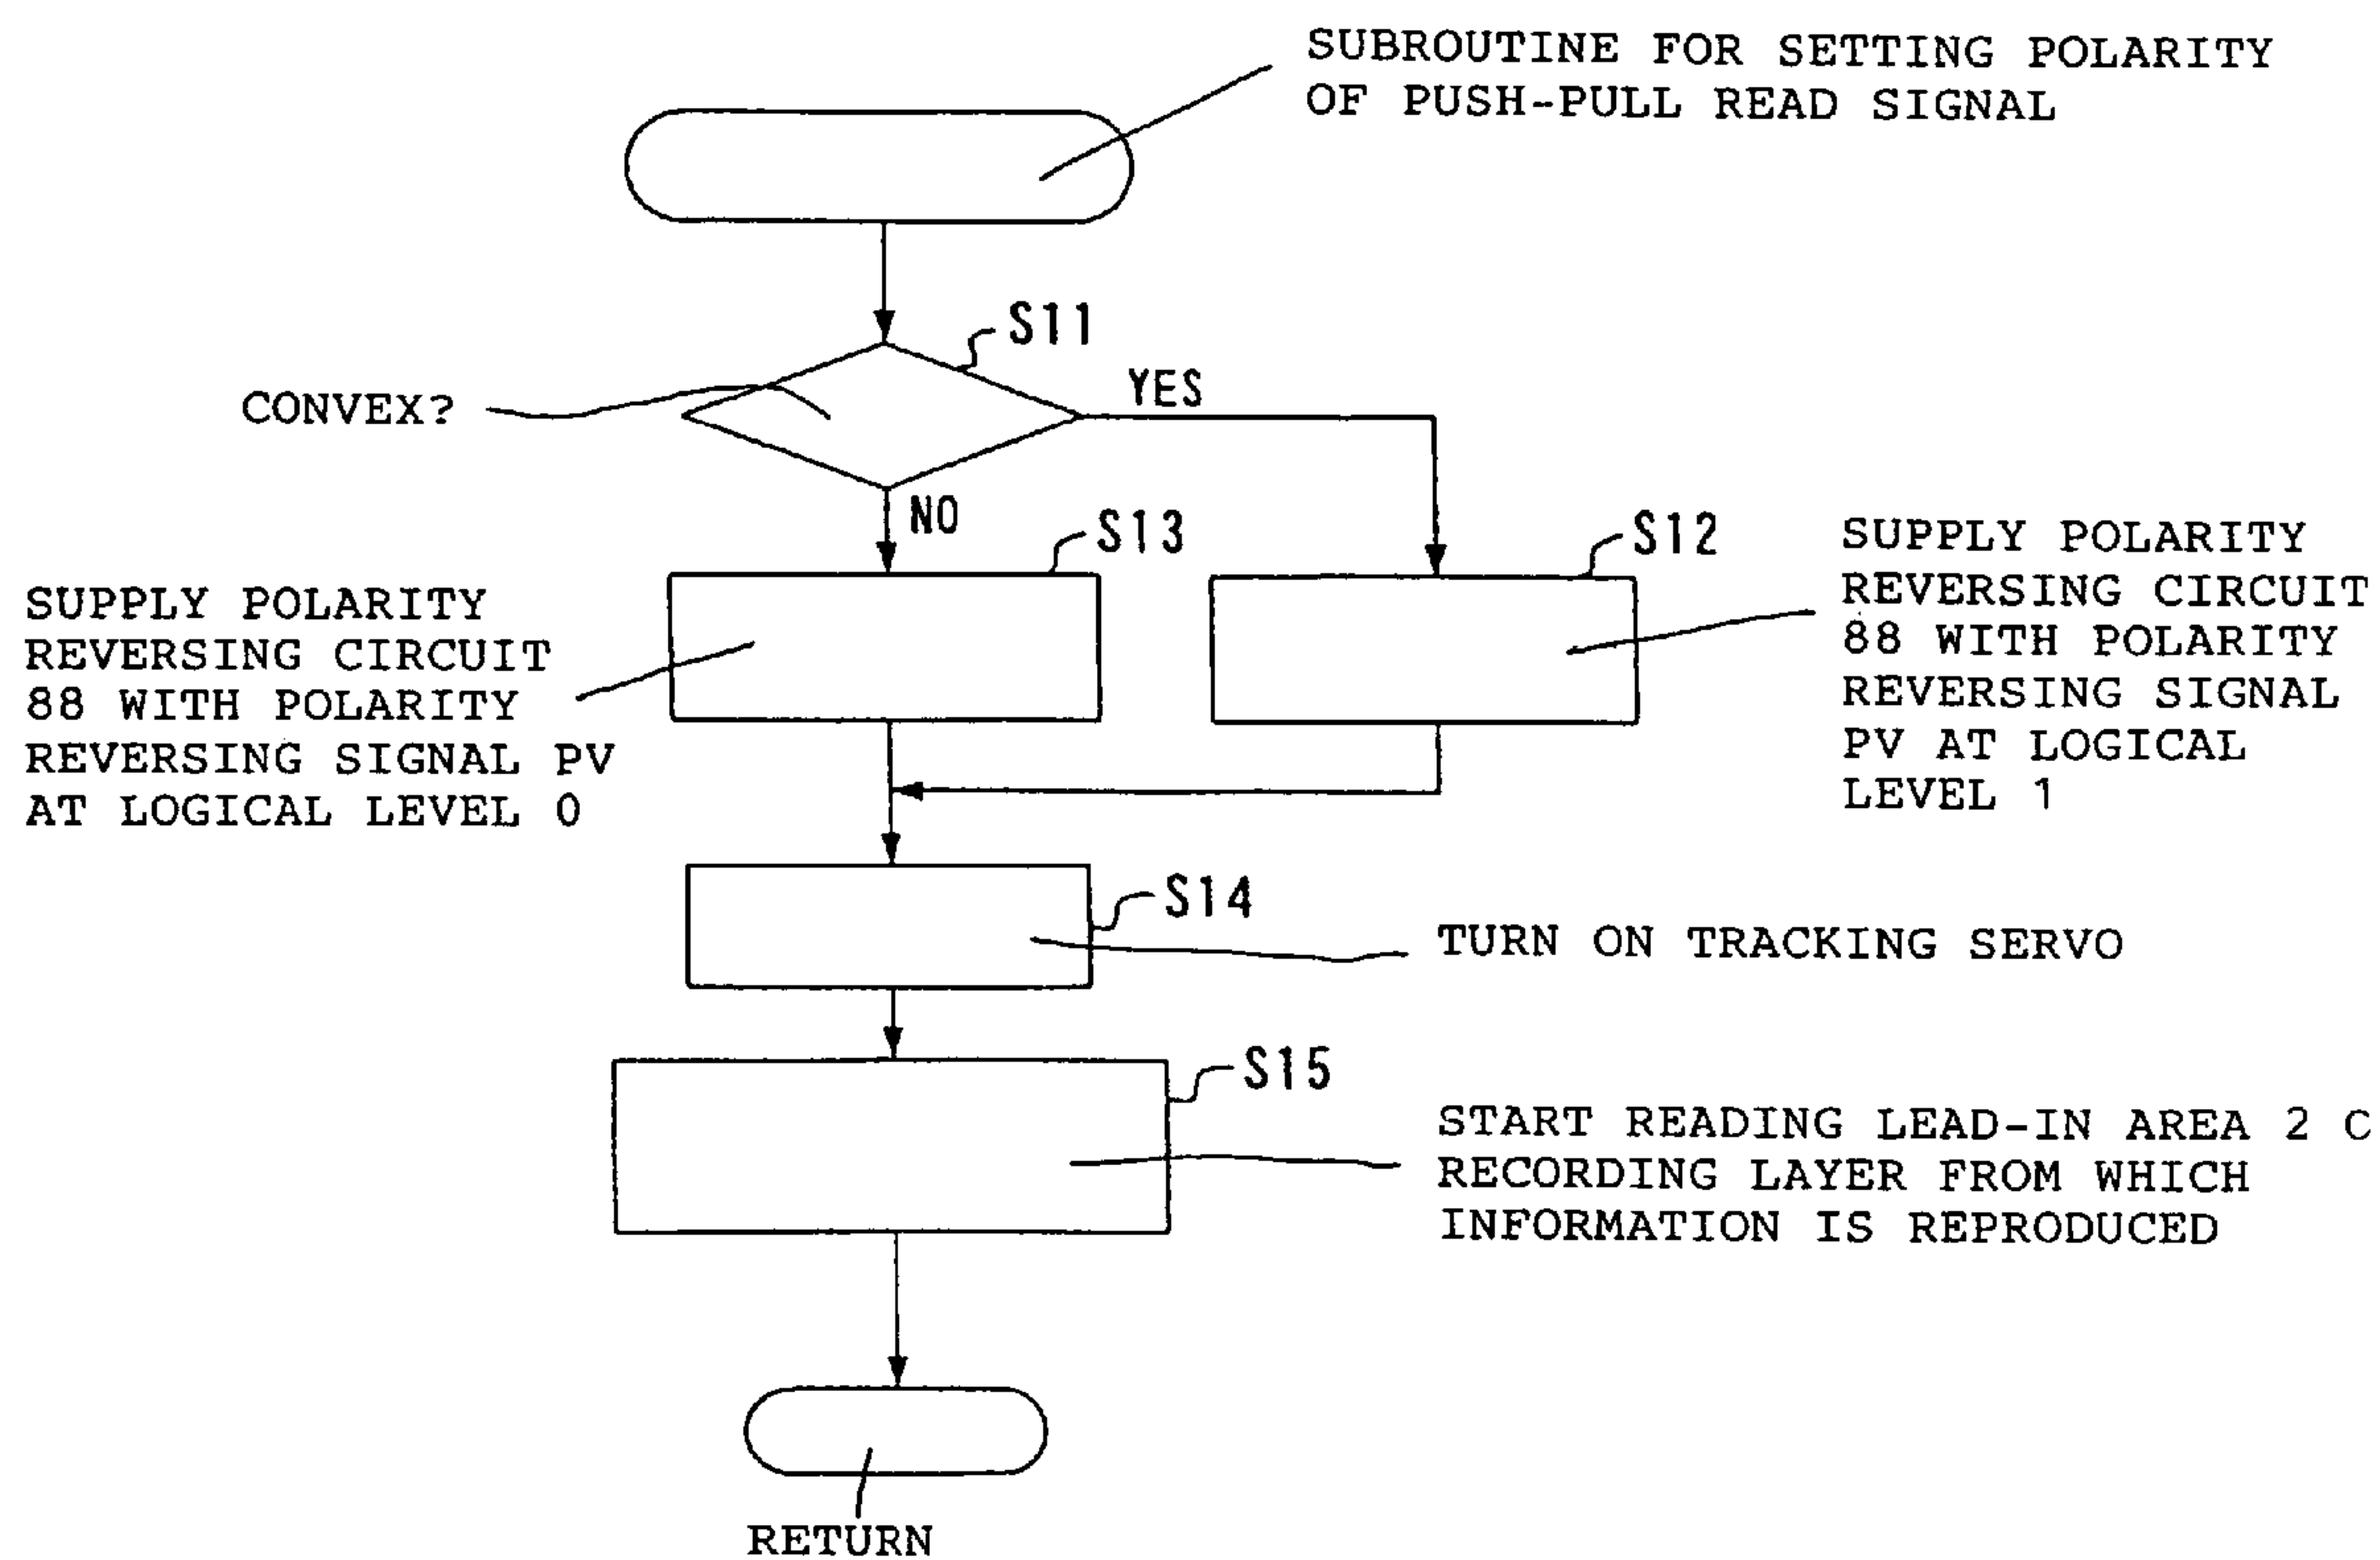 SUBROUTINE FOR SETTING POLARITY
OF PUSH-PULL READ SIGNAL
S11
CONVEX?
YES
NO
S13
S12
SUPPLY POLARITY
REVERSING CIRCUIT
88 WITH POLARITY
REVERSING SIGNAL PV
AT LOGICAL LEVEL 0
SUPPLY POLARITY
REVERSING CIRCUIT
88 WITH POLARITY
REVERSING SIGNAL
PV AT LOGICAL
LEVEL 1
S14
TURN ON TRACKING SERVO
S15
START READING LEAD-IN AREA 2 C
RECORDING LAYER FROM WHICH
INFORMATION IS REPRODUCED
RETURN